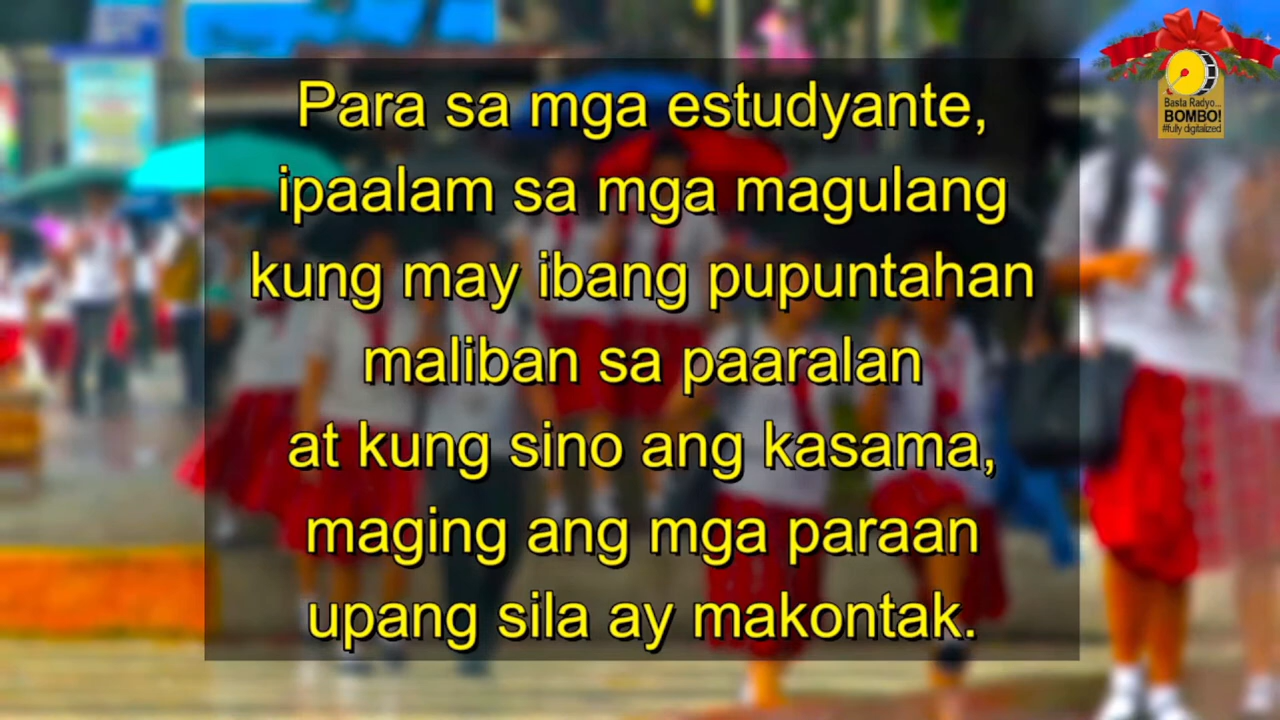 Para sa mga estudyante,
ipaalam sa mga magulang
kung may ibang pupuntahan
maliban sa paaralan
at kung sino ang kasama,
maging ang mga paraan
upang sila ay makontak.
Basta Radyo...
BOMBO!
#fully digitalized